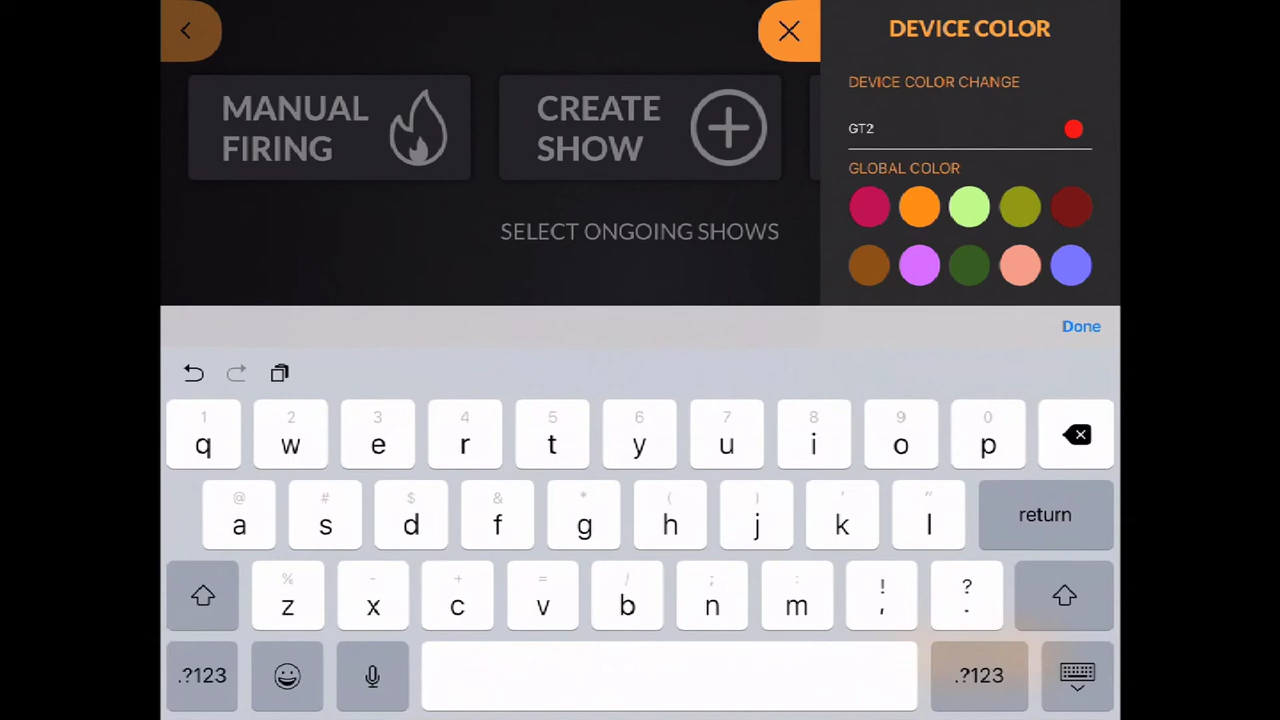 DEVICE COLOR
MANUAL FIRING
CREATE SHOW
DEVICE COLOR CHANGE
GT2
GLOBAL COLOR
SELECT ONGOING SHOWS
Done
1 2 3 4 5 6 7 8 9 0
q w e r t y u i o p
@ # $ & * ( ) ' "
a s d f g h j k l return
% - + = / ; : ! ?
z x c v b n m , .
.?123 .?123